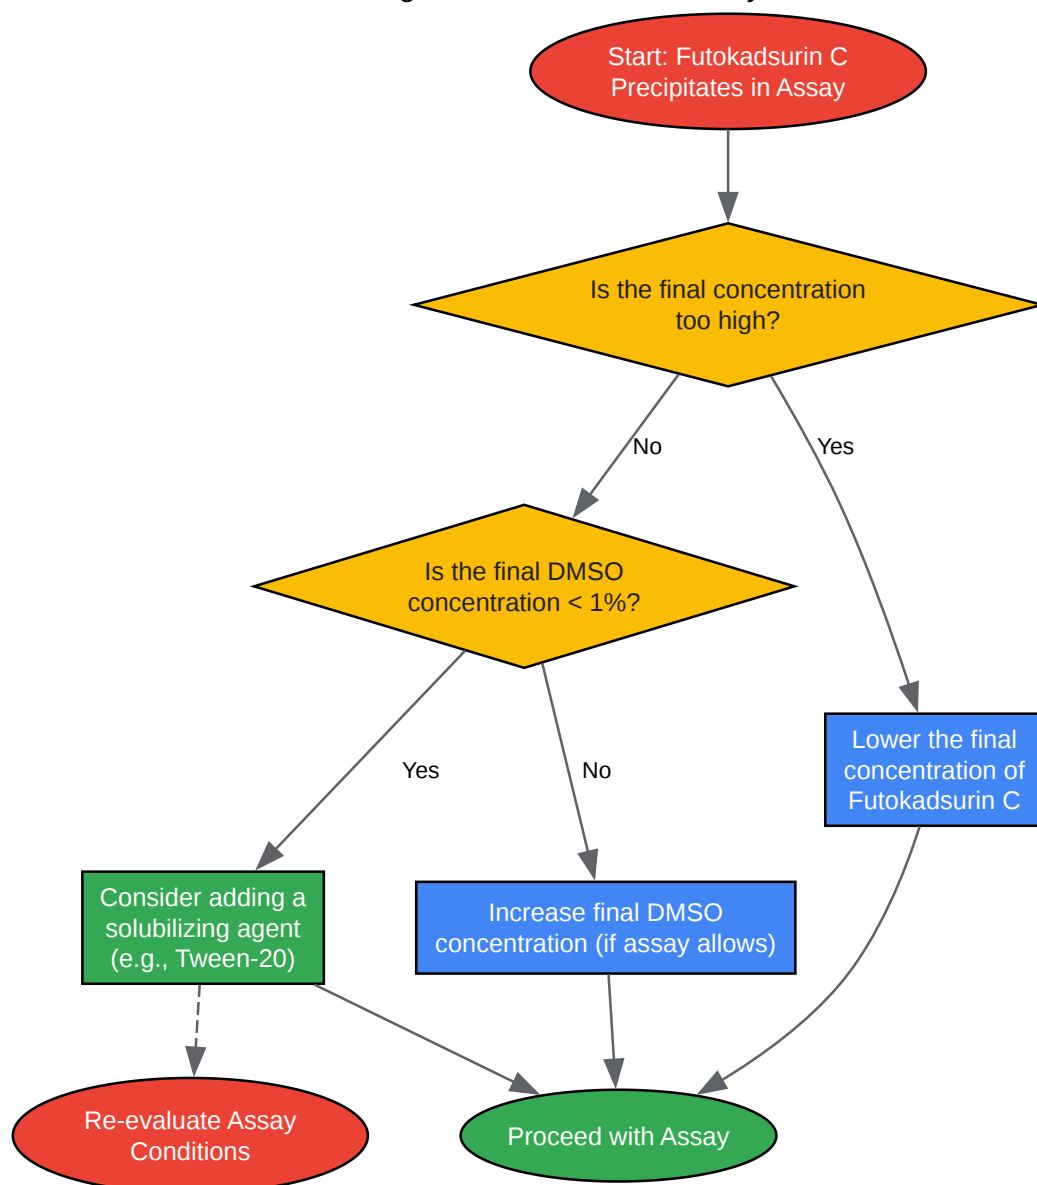 Start: Futokadsurin C
Precipitates in Assay
Is the final concentration
too high?
No
Yes
Is the final DMSO
concentration < 1%?
Lower the final
concentration of
Futokadsurin C
Yes
No
Consider adding a
solubilizing agent
(e.g., Tween-20)
Increase final DMSO
concentration (if assay allows)
Re-evaluate Assay
Conditions
Proceed with Assay